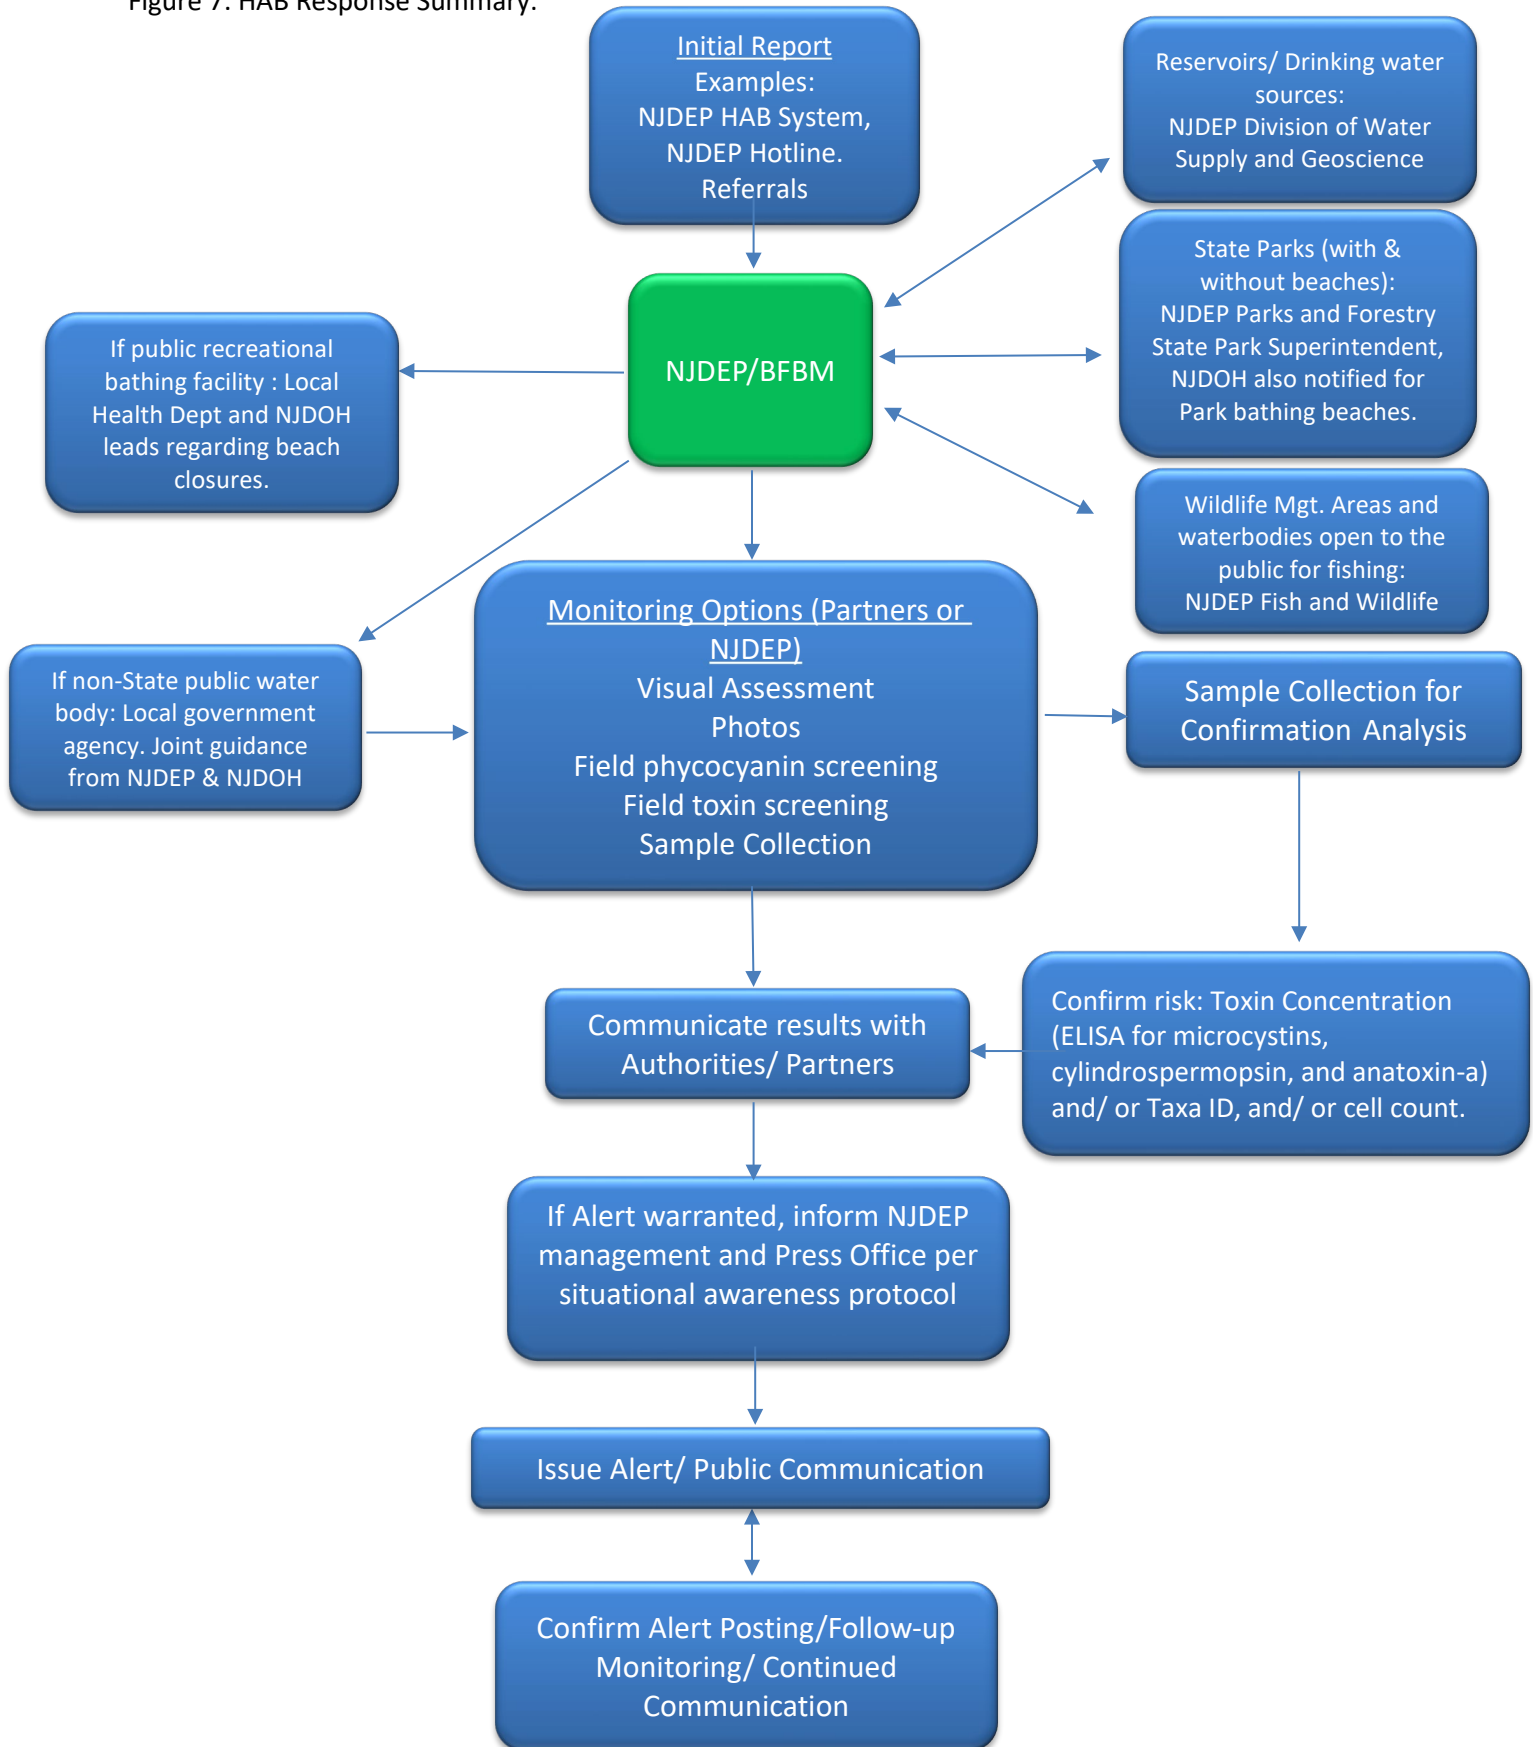 Figure 7. HAB Response Summary.
Initial Report
Examples:
NJDEP HAB System,
NJDEP Hotline.
Referrals
Reservoirs/ Drinking water
sources:
NJDEP Division of Water
Supply and Geoscience
State Parks (with &
without beaches):
NJDEP Parks and Forestry
State Park Superintendent,
NJDOH also notified for
Park bathing beaches.
NJDEP/BFBM
If public recreational
bathing facility : Local
Health Dept and NJDOH
leads regarding beach
closures.
Wildlife Mgt. Areas and
waterbodies open to the
public for fishing:
NJDEP Fish and Wildlife
Monitoring Options (Partners or
NJDEP)
Visual Assessment
Photos
Field phycocyanin screening
Field toxin screening
Sample Collection
If non-State public water
body: Local government
agency. Joint guidance
from NJDEP & NJDOH
Sample Collection for
Confirmation Analysis
Confirm risk: Toxin Concentration
(ELISA for microcystins,
cylindrospermopsin, and anatoxin-a)
and/ or Taxa ID, and/ or cell count.
Communicate results with
Authorities/ Partners
If Alert warranted, inform NJDEP
management and Press Office per
situational awareness protocol
Issue Alert/ Public Communication
Confirm Alert Posting/Follow-up
Monitoring/ Continued
Communication